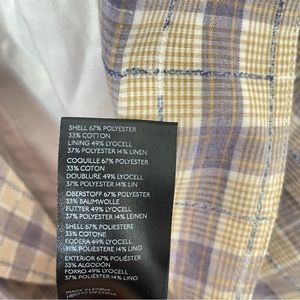 SHELL 67% POLYESTER
33% COTTON
LINING 49% LYOCELL
37% POLYESTER 14% LINEN
COQUILLE 67% POLYESTER
33% COTON
DOUBLURE 49% LYOCELL
37% POLYESTER 14% LIN
OBERSTOFF 67% POLYESTER
33% BAUMWOLLE
FUTTER 49% LYOCELL
37% POLYESTER 14% LEINEN
SHELL 67% POLIESTERE
33% COTONE
FODERA 49% LYOCELL
37% POLIESTERE 14% LINO
EXTERIOR 67% POLIÉSTER
33% ALGODÓN
FORRO 49% LYOCELL
37% POLIÉSTER 14% LINO
MADE IN CHINA
HECHO EN CHINA